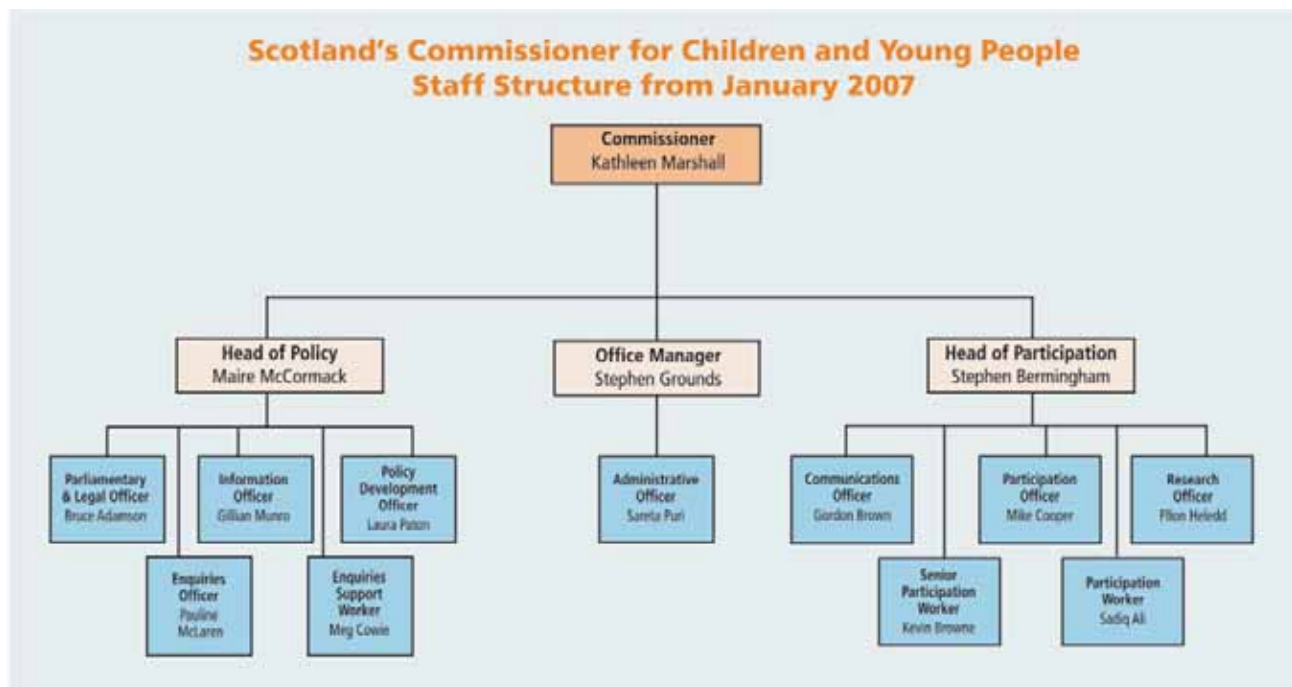 Scotland's Commissioner for Children and Young People
Staff Structure from January 2007
Commissioner
Kathleen Marshall
Head of Policy
Maire McCormack
Office Manager
Stephen Grounds
Head of Participation
Stephen Bermingham
Parliamentary
& Legal Officer
Bruce Adamson
Information
Officer
Gillian Munro
Policy
Development
Officer
Laura Paton
Administrative
Officer
Sareta Puri
Communications
Officer
Gordon Brown
Participation
Officer
Mike Cooper
Research
Officer
Ffion Heledd
Enquiries
Officer
Pauline
McLaren
Enquiries
Support
Worker
Meg Cowie
Senior
Participation
Worker
Kevin Browne
Participation
Worker
Sadiq Ali